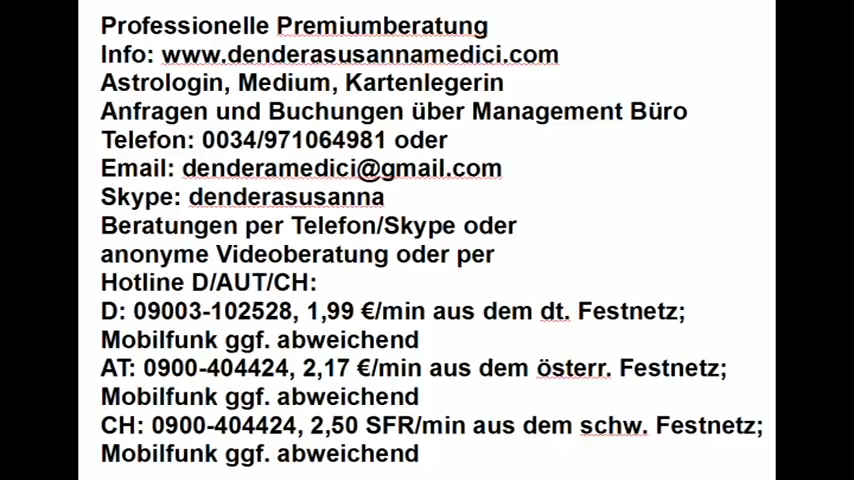 Professionelle Premiumberatung
Info: www.denderasusannamedici.com
Astrologin, Medium, Kartenlegerin
Anfragen und Buchungen über Management Büro
Telefon: 0034/971064981 oder
Email: denderamedici@gmail.com
Skype: denderasusanna
Beratungen per Telefon/Skype oder
anonyme Videoberatung oder per
Hotline D/AUT/CH:
D: 09003-102528, 1,99 €/min aus dem dt. Festnetz;
Mobilfunk ggf. abweichend
AT: 0900-404424, 2,17 €/min aus dem österr. Festnetz;
Mobilfunk ggf. abweichend
CH: 0900-404424, 2,50 SFR/min aus dem schw. Festnetz;
Mobilfunk ggf. abweichend